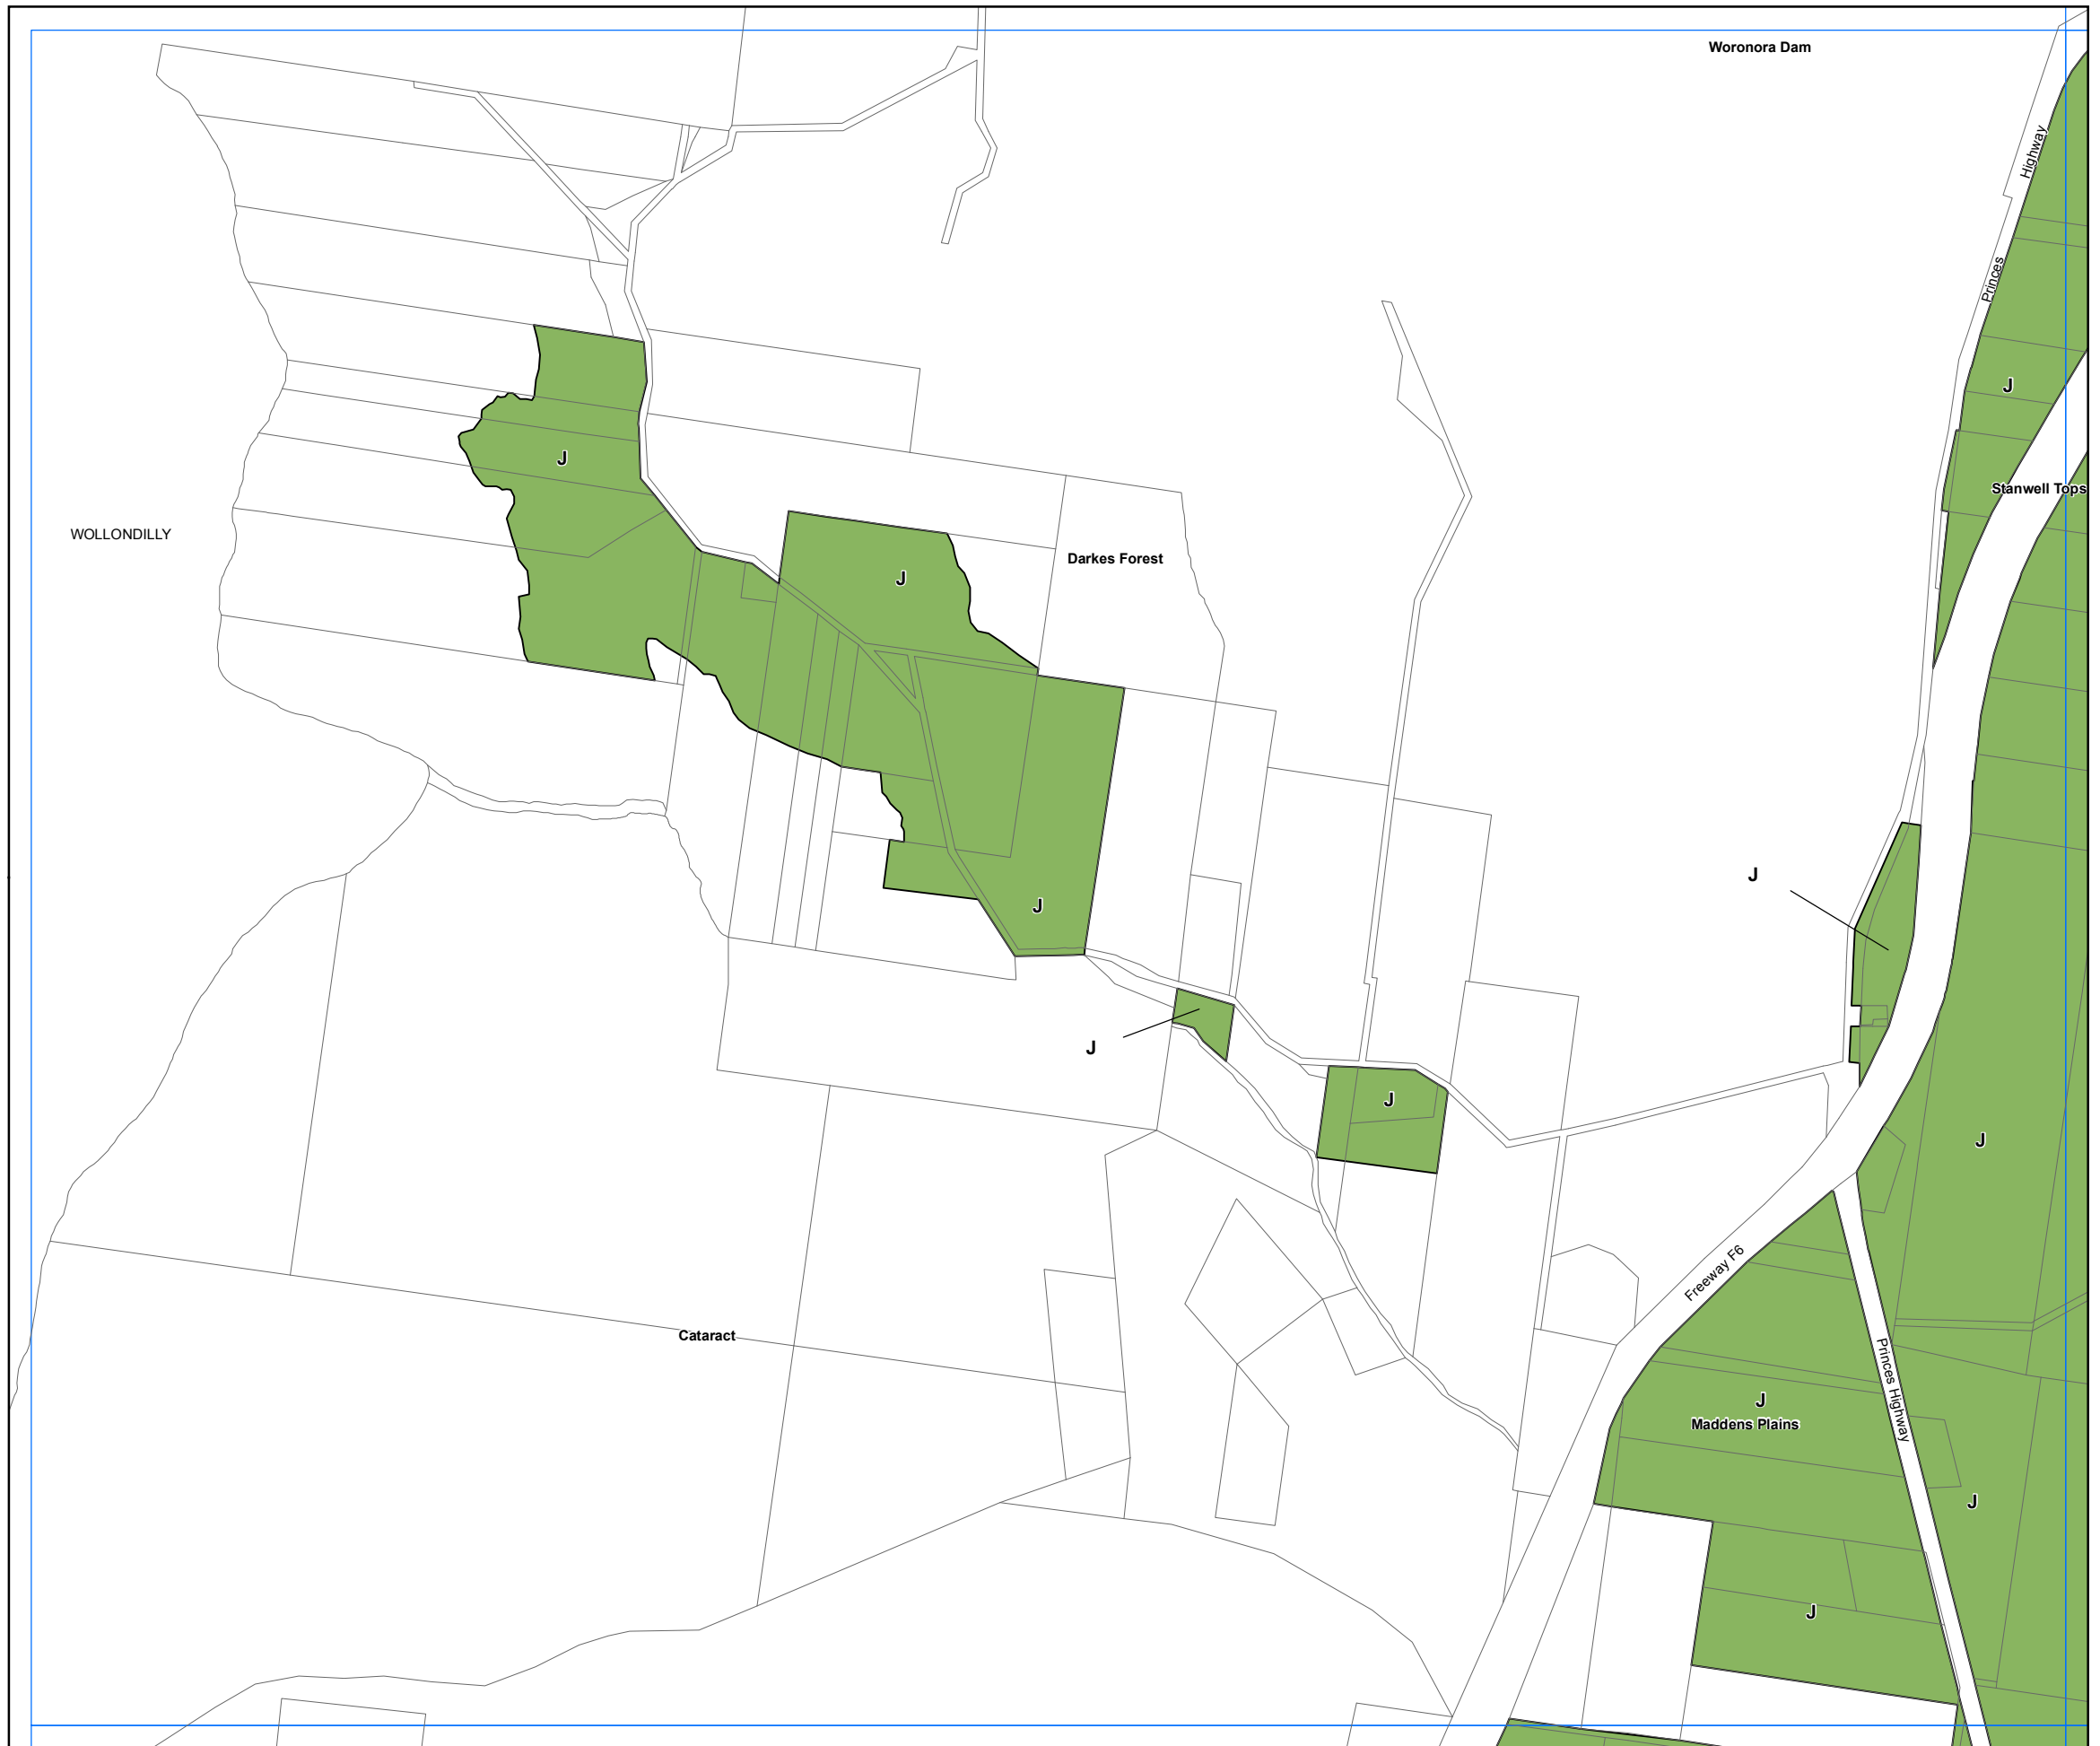 Woronora Dam
Highway
Princes
J
Stanwell Tops
J
WOLLONDILLY
Darkes Forest
J
J
J
J
J
J
Freeway F6
Cataract
Princes Highway
J
Maddens Plains
J
J